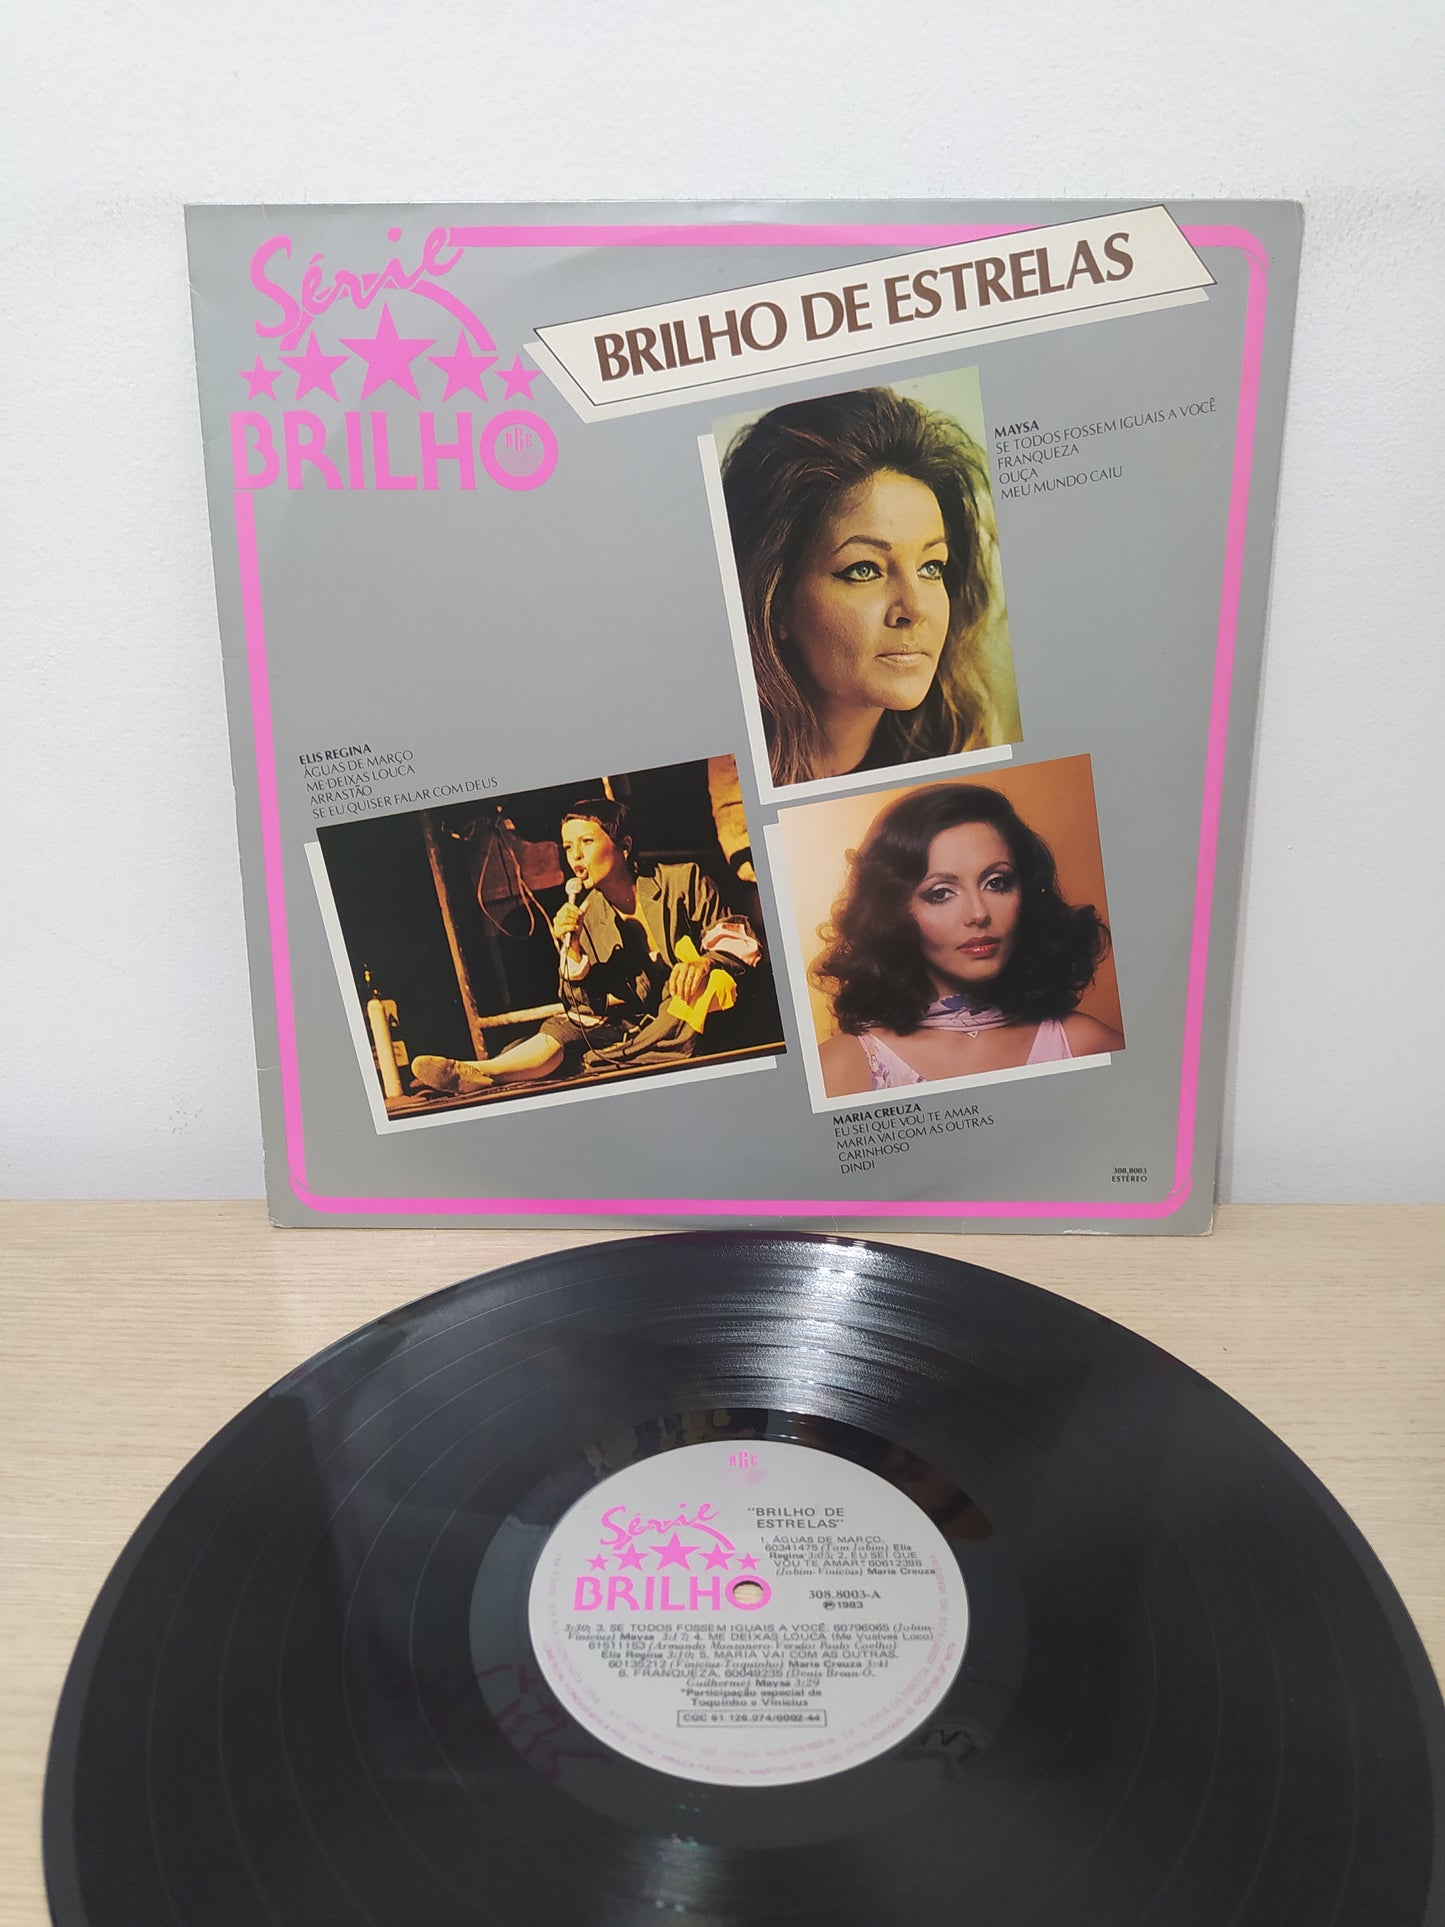 Série
BRILHO
RGE
BRILHO DE ESTRELAS
MAYSA
SE TODOS FOSSEM IGUAIS A VOCÊ
FRANQUEZA
OUÇA
MEU MUNDO CAIU
ELIS REGINA
ÁGUAS DE MARÇO
ME DEIXAS LOUCA
ARRASTÃO
SE EU QUISER FALAR COM DEUS
MARIA CREUZA
EU SEI QUE VOU TE AMAR
MARIA VAI COM AS OUTRAS
CARINHOSO
DINDI
308.8003
ESTÉREO
RGE
Série
BRILHO
"BRILHO DE
ESTRELAS"
1. ÁGUAS DE MARÇO.
60341475 (Tom Jobim) Elis
Regina 3:05; 2. EU SEI QUE
VOU TE AMAR* 60612398
(Jobim-Vinicius) Maria Creuza
308.8003-A
℗1983
3:30; 3. SE TODOS FOSSEM IGUAIS A VOCÊ. 60796065 (Jobim-
Vinicius) Maysa 3:17; 4. ME DEIXAS LOUCA (Me Vuelves Loco)
61511153 (Armando Manzanero-Versão: Paulo Coelho)
Elis Regina 3:10; 5. MARIA VAI COM AS OUTRAS.
60135212 (Vinicius-Toquinho) Maria Creuza 3:41
6. FRANQUEZA. 60049235 (Denis Brean-O.
Guilherme) Maysa 3:29
*Participação especial de
Toquinho e Vinicius
CGC 61.126.074/0002-44